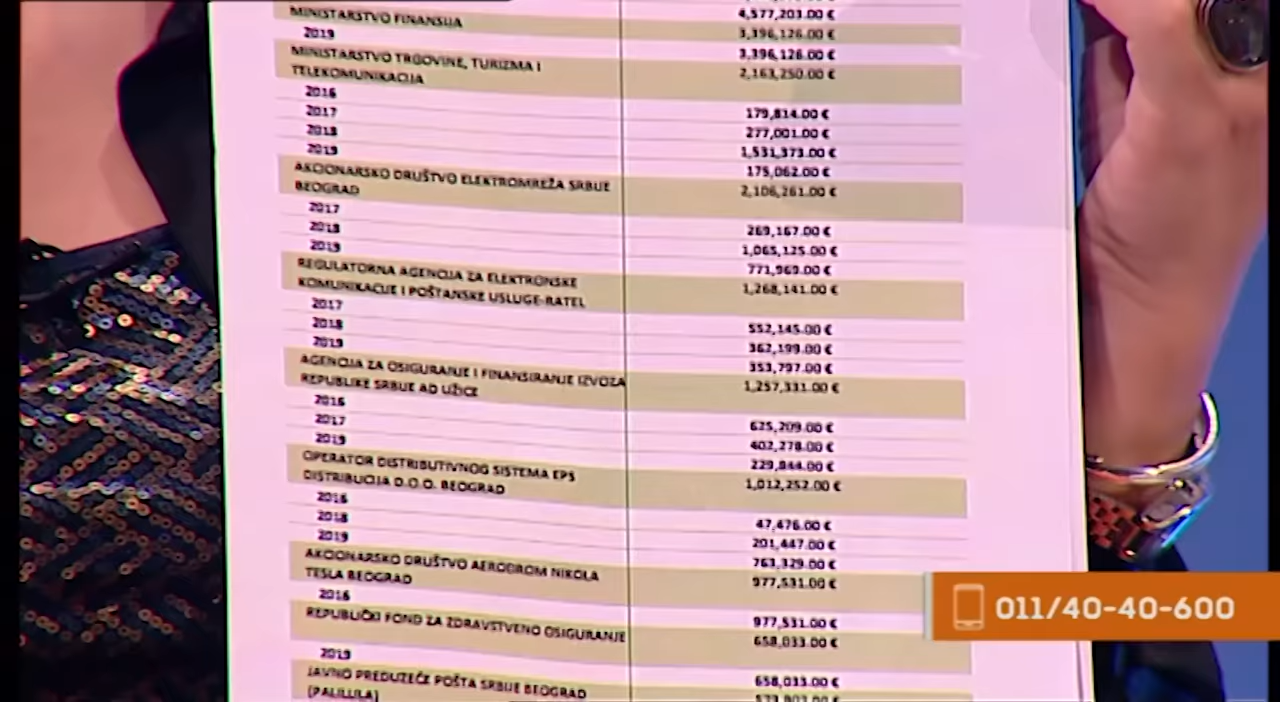 4,577,203.00 €
MINISTARSTVO FINANSIJA 3,396,126.00 €
2019 3,396,126.00 €
MINISTARSTVO TRGOVINE, TURIZMA I
TELEKOMUNIKACIJA 2,163,250.00 €
2016 179,814.00 €
2017 277,001.00 €
2018 1,531,373.00 €
2019 175,062.00 €
AKCIONARSKO DRUŠTVO ELEKTROMREŽA SRBIJE
BEOGRAD 2,106,261.00 €
2017 269,167.00 €
2018 1,065,125.00 €
2019 771,969.00 €
REGULATORNA AGENCIJA ZA ELEKTRONSKE
KOMUNIKACIJE I POŠTANSKE USLUGE-RATEL 1,268,141.00 €
2017 552,145.00 €
2018 362,199.00 €
2019 353,797.00 €
AGENCIJA ZA OSIGURANJE I FINANSIRANJE IZVOZA
REPUBLIKE SRBIJE AD UŽICE 1,257,331.00 €
2016 625,209.00 €
2017 402,278.00 €
2019 229,844.00 €
OPERATOR DISTRIBUTIVNOG SISTEMA EPS
DISTRIBUCIJA D.O.O. BEOGRAD 1,012,252.00 €
2016 47,476.00 €
2018 201,447.00 €
2019 763,329.00 €
AKCIONARSKO DRUŠTVO AERODROM NIKOLA
TESLA BEOGRAD 977,531.00 €
2016 977,531.00 €
REPUBLIČKI FOND ZA ZDRAVSTVENO OSIGURANJE 658,033.00 €
2019 658,033.00 €
JAVNO PREDUZEĆE POŠTA SRBIJE BEOGRAD
(PALILULA)
011/40-40-600